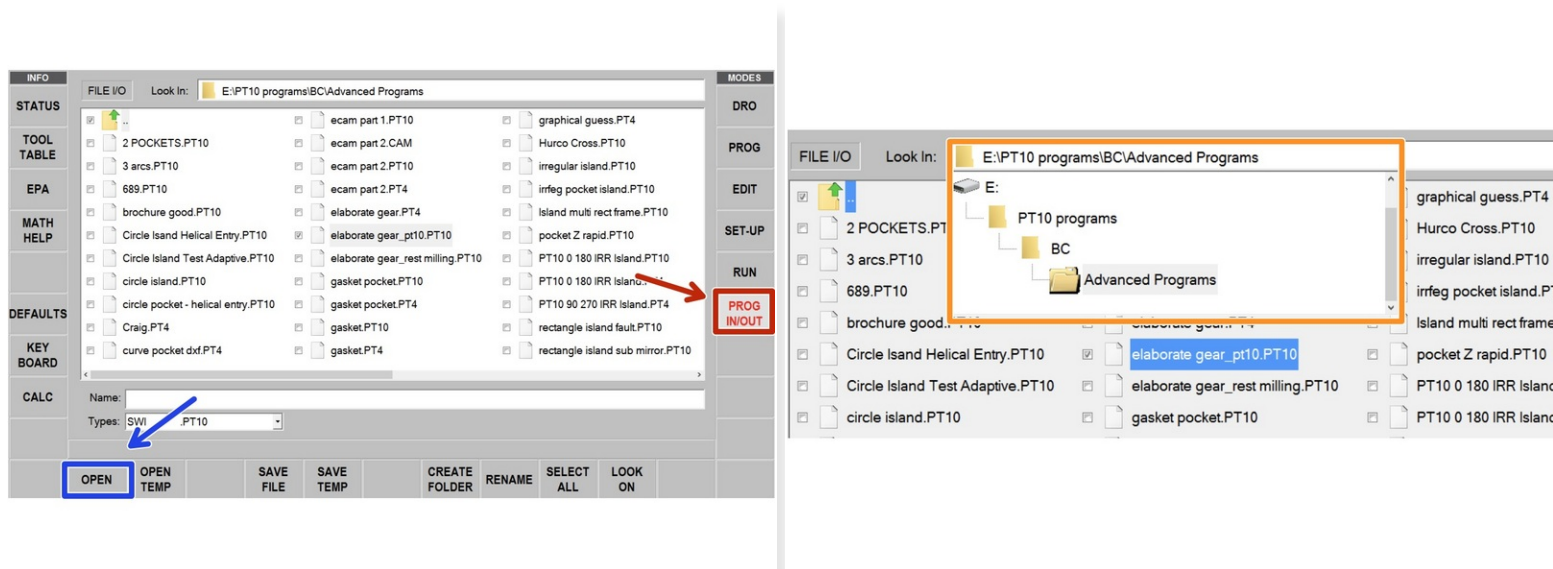 INFO
STATUS
TOOL
TABLE
EPA
MATH
HELP
DEFAULTS
KEY
BOARD
CALC
FILE I/O Look In: E:\PT10 programs\BC\Advanced Programs
..
2 POCKETS.PT10
3 arcs.PT10
689.PT10
brochure good.PT10
Circle Isand Helical Entry.PT10
Circle Island Test Adaptive.PT10
circle island.PT10
circle pocket - helical entry.PT10
Craig.PT4
curve pocket dxf.PT4
ecam part 1.PT10
ecam part 2.CAM
ecam part 2.PT10
ecam part 2.PT4
elaborate gear.PT4
elaborate gear_pt10.PT10
elaborate gear_rest milling.PT10
gasket pocket.PT10
gasket pocket.PT4
gasket.PT10
gasket.PT4
graphical guess.PT4
Hurco Cross.PT10
irregular island.PT10
irrfeg pocket island.PT10
Island multi rect frame.PT10
pocket Z rapid.PT10
PT10 0 180 IRR Island.PT10
PT10 0 180 IRR Island
PT10 90 270 IRR Island.PT4
rectangle island fault.PT10
rectangle island sub mirror.PT10
Name:
Types: SWI .PT10
OPEN
OPEN
TEMP
SAVE
FILE
SAVE
TEMP
CREATE
FOLDER
RENAME
SELECT
ALL
LOOK
ON
MODES
DRO
PROG
EDIT
SET-UP
RUN
PROG
IN/OUT
FILE I/O Look In: E:\PT10 programs\BC\Advanced Programs
E:
PT10 programs
BC
Advanced Programs
..
2 POCKETS.PT
3 arcs.PT10
689.PT10
brochure good.
Circle Isand Helical Entry.PT10
Circle Island Test Adaptive.PT10
circle island.PT10
elaborate gear.PT4
elaborate gear_pt10.PT10
elaborate gear_rest milling.PT10
gasket pocket.PT10
graphical guess.PT4
Hurco Cross.PT10
irregular island.PT10
irrfeg pocket island.P
Island multi rect frame
pocket Z rapid.PT10
PT10 0 180 IRR Islan
PT10 0 180 IRR Islan